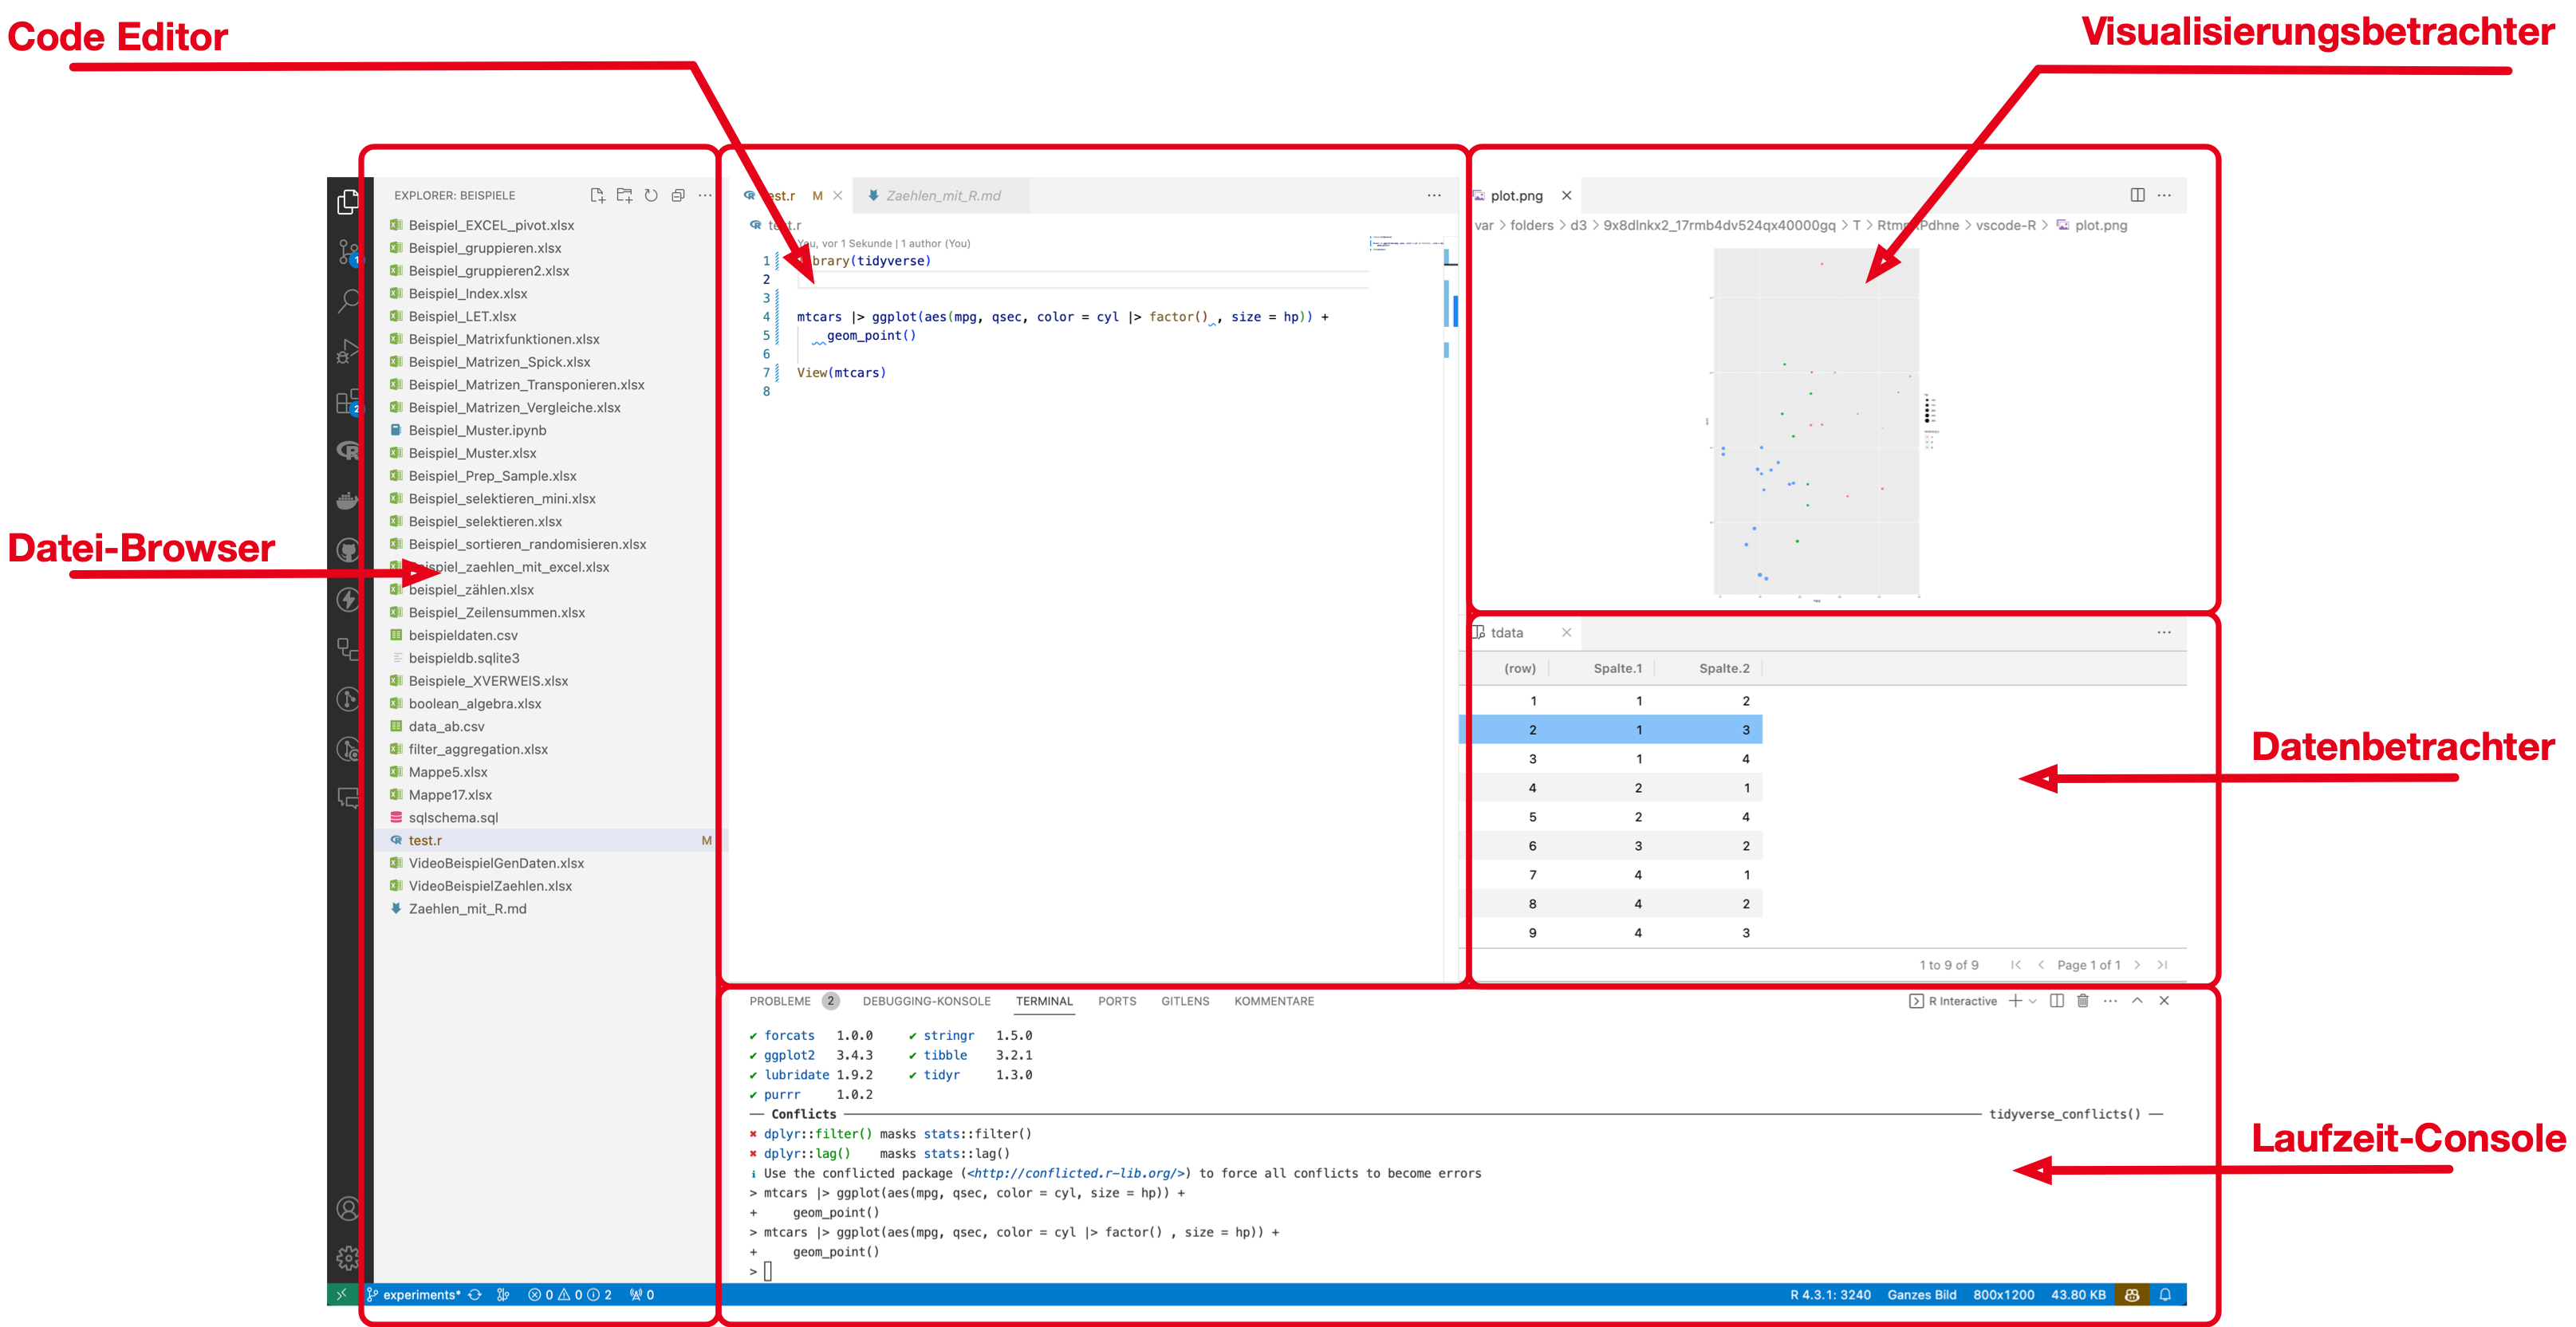 Code Editor
Visualisierungsbetrachter
Datei-Browser
Datenbetrachter
Laufzeit-Console
EXPLORER: BEISPIELE
Beispiel_EXCEL_pivot.xlsx
Beispiel_gruppieren.xlsx
Beispiel_gruppieren2.xlsx
Beispiel_Index.xlsx
Beispiel_LET.xlsx
Beispiel_Matrixfunktionen.xlsx
Beispiel_Matrizen_Spick.xlsx
Beispiel_Matrizen_Transponieren.xlsx
Beispiel_Matrizen_Vergleiche.xlsx
Beispiel_Muster.ipynb
Beispiel_Muster.xlsx
Beispiel_Prep_Sample.xlsx
Beispiel_selektieren_mini.xlsx
Beispiel_selektieren.xlsx
Beispiel_sortieren_randomisieren.xlsx
eispiel_zaehlen_mit_excel.xlsx
beispiel_zählen.xlsx
Beispiel_Zeilensummen.xlsx
beispieldaten.csv
beispieldb.sqlite3
Beispiele_XVERWEIS.xlsx
boolean_algebra.xlsx
data_ab.csv
filter_aggregation.xlsx
Mappe5.xlsx
Mappe17.xlsx
sqlschema.sql
test.r M
VideoBeispielGenDaten.xlsx
VideoBeispielZaehlen.xlsx
Zaehlen_mit_R.md
est.r M
Zaehlen_mit_R.md
You, vor 1 Sekunde | 1 author (You)
1 brary(tidyverse)
2
3
4 mtcars |> ggplot(aes(mpg, qsec, color = cyl |> factor() , size = hp)) +
5 geom_point()
6
7 View(mtcars)
8
plot.png
var > folders > d3 > 9x8dlnkx2_17rmb4dv524qx40000gq > T > > vscode-R > plot.png
tdata
(row) Spalte.1 Spalte.2
1 1 2
2 1 3
3 1 4
4 2 1
5 2 4
6 3 2
7 4 1
8 4 2
9 4 3
1 to 9 of 9 Page 1 of 1
PROBLEME 2 DEBUGGING-KONSOLE TERMINAL PORTS GITLENS KOMMENTARE R Interactive
✔ forcats 1.0.0 ✔ stringr 1.5.0
✔ ggplot2 3.4.3 ✔ tibble 3.2.1
✔ lubridate 1.9.2 ✔ tidyr 1.3.0
✔ purrr 1.0.2
── Conflicts ── tidyverse_conflicts() ──
✖ dplyr::filter() masks stats::filter()
✖ dplyr::lag() masks stats::lag()
ℹ Use the conflicted package (<http://conflicted.r-lib.org/>) to force all conflicts to become errors
> mtcars |> ggplot(aes(mpg, qsec, color = cyl, size = hp)) +
+ geom_point()
> mtcars |> ggplot(aes(mpg, qsec, color = cyl |> factor() , size = hp)) +
+ geom_point()
>
experiments* 0 0 2 0
R 4.3.1: 3240 Ganzes Bild 800x1200 43.80 KB